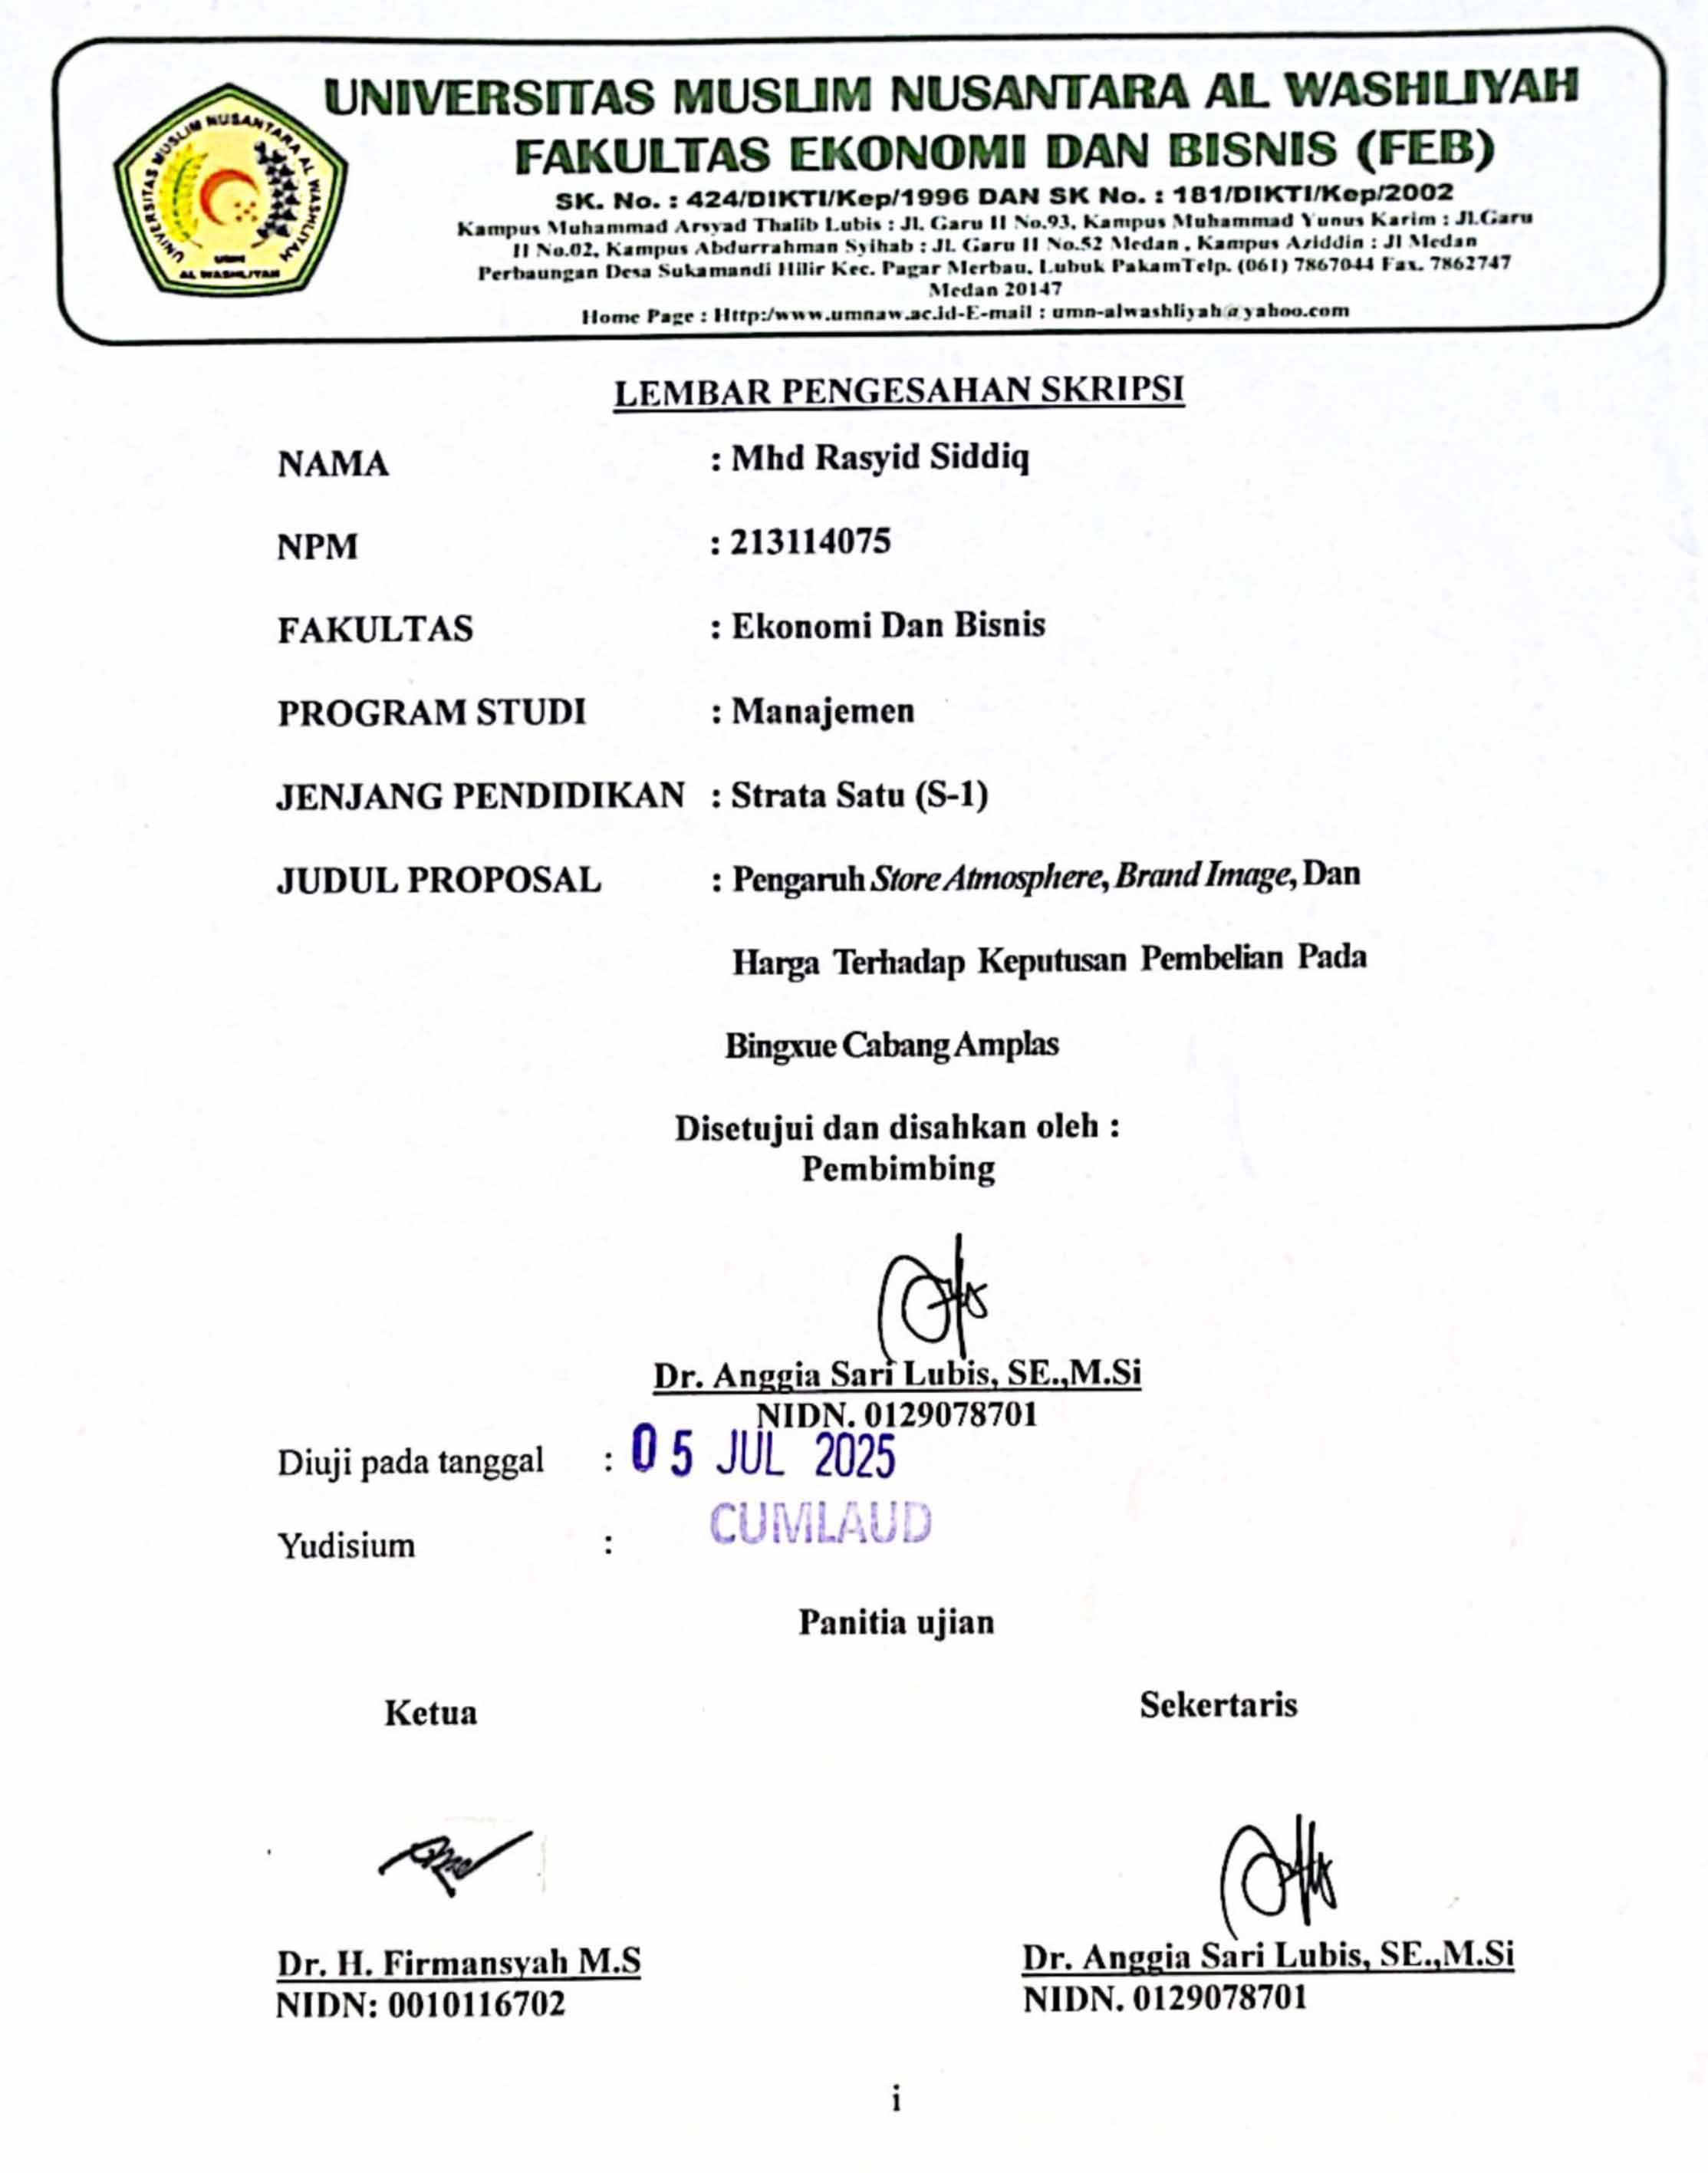 UNIVERSITAS MUSLIM NUSANTARA AL WASHLIYAH
UMN
AL WASHLIYAH
UNIVERSITAS MUSLIM NUSANTARA AL WASHLIYAH
FAKULTAS EKONOMI DAN BISNIS (FEB)
SK. No. : 424/DIKTI/Kep/1996 DAN SK No. : 181/DIKTI/Kep/2002
Kampus Muhammad Arsyad Thalib Lubis : Jl. Garu II No.93, Kampus Muhammad Yunus Karim : Jl.Garu
II No.02, Kampus Abdurrahman Syihab : Jl. Garu II No.52 Medan , Kampus Aziddin : Jl Medan
Perbaungan Desa Sukamandi Hilir Kec. Pagar Merbau, Lubuk PakamTelp. (061) 7867044 Fax. 7862747
Medan 20147
Home Page : Http:/www.umnaw.ac.id-E-mail : umn-alwashliyah@yahoo.com
LEMBAR PENGESAHAN SKRIPSI
NAMA : Mhd Rasyid Siddiq
NPM : 213114075
FAKULTAS : Ekonomi Dan Bisnis
PROGRAM STUDI : Manajemen
JENJANG PENDIDIKAN : Strata Satu (S-1)
JUDUL PROPOSAL : Pengaruh Store Atmosphere, Brand Image, Dan
Harga Terhadap Keputusan Pembelian Pada
Bingxue Cabang Amplas
Disetujui dan disahkan oleh :
Pembimbing
Dr. Anggia Sari Lubis, SE.,M.Si
NIDN. 0129078701
Diuji pada tanggal : 05 JUL 2025
Yudisium : CUMLAUD
Panitia ujian
Ketua Sekertaris
Dr. H. Firmansyah M.S Dr. Anggia Sari Lubis, SE.,M.Si
NIDN: 0010116702 NIDN. 0129078701
i